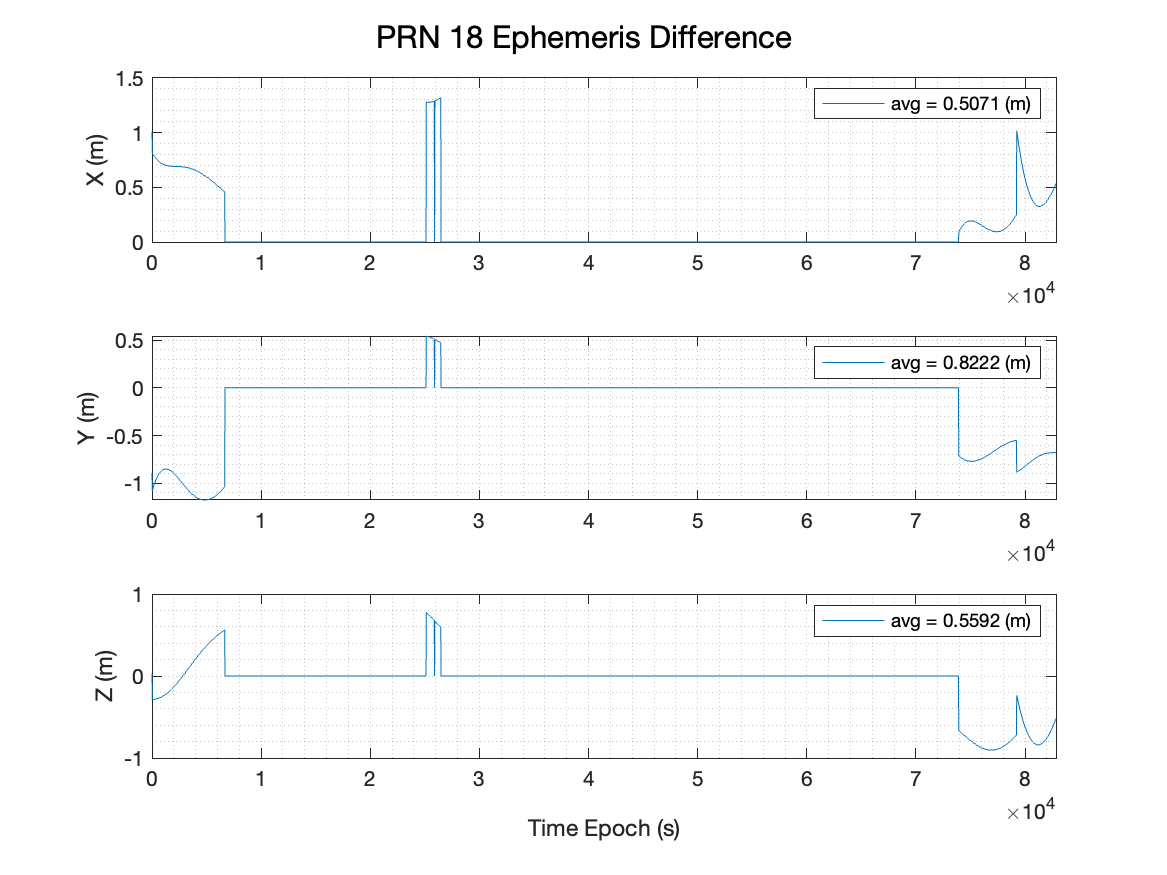 PRN 18 Ephemeris Difference
1.5
1
0.5
0
X (m)
avg = 0.5071 (m)
0 1 2 3 4 5 6 7 8
×10^4
0.5
0
-0.5
-1
Y (m)
avg = 0.8222 (m)
0 1 2 3 4 5 6 7 8
×10^4
1
0
-1
Z (m)
avg = 0.5592 (m)
0 1 2 3 4 5 6 7 8
×10^4
Time Epoch (s)